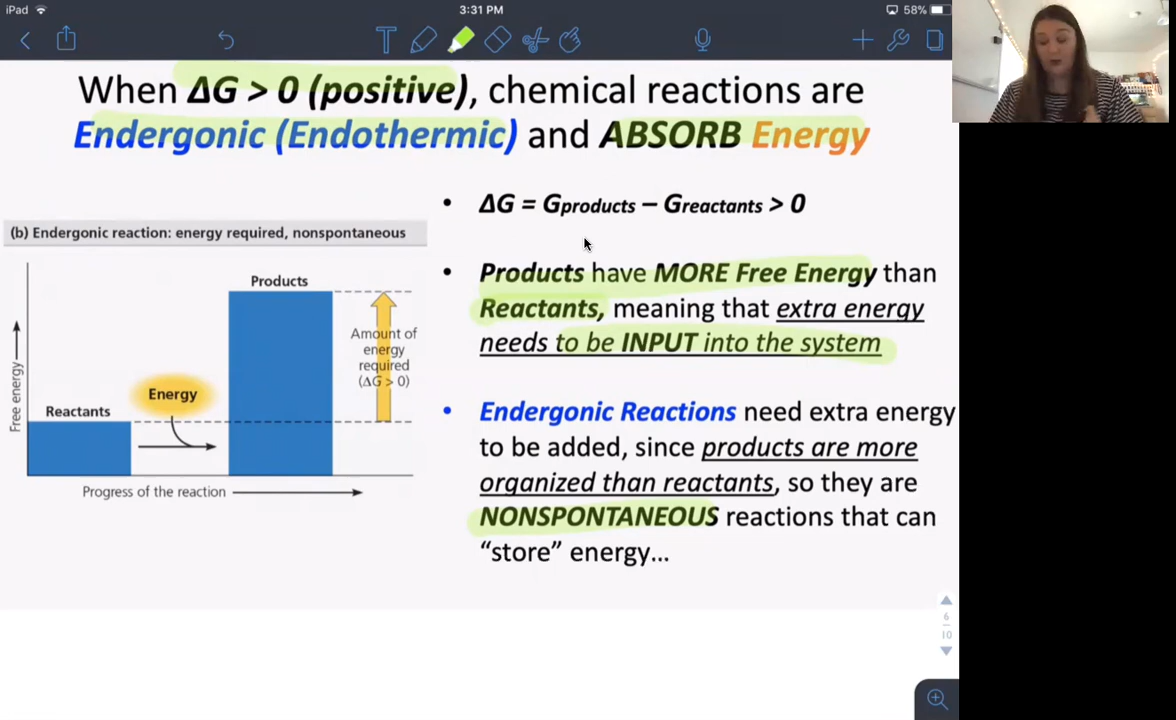 iPad
3:31 PM
58%
When ΔG > 0 (positive), chemical reactions are
Endergonic (Endothermic) and ABSORB Energy
• ΔG = Gproducts – Greactants > 0
(b) Endergonic reaction: energy required, nonspontaneous
• Products have MORE Free Energy than
Reactants, meaning that extra energy
needs to be INPUT into the system
Products
Amount of
energy
required
(ΔG > 0)
Energy
Reactants
Free energy
Progress of the reaction
• Endergonic Reactions need extra energy
to be added, since products are more
organized than reactants, so they are
NONSPONTANEOUS reactions that can
“store” energy...
6
10